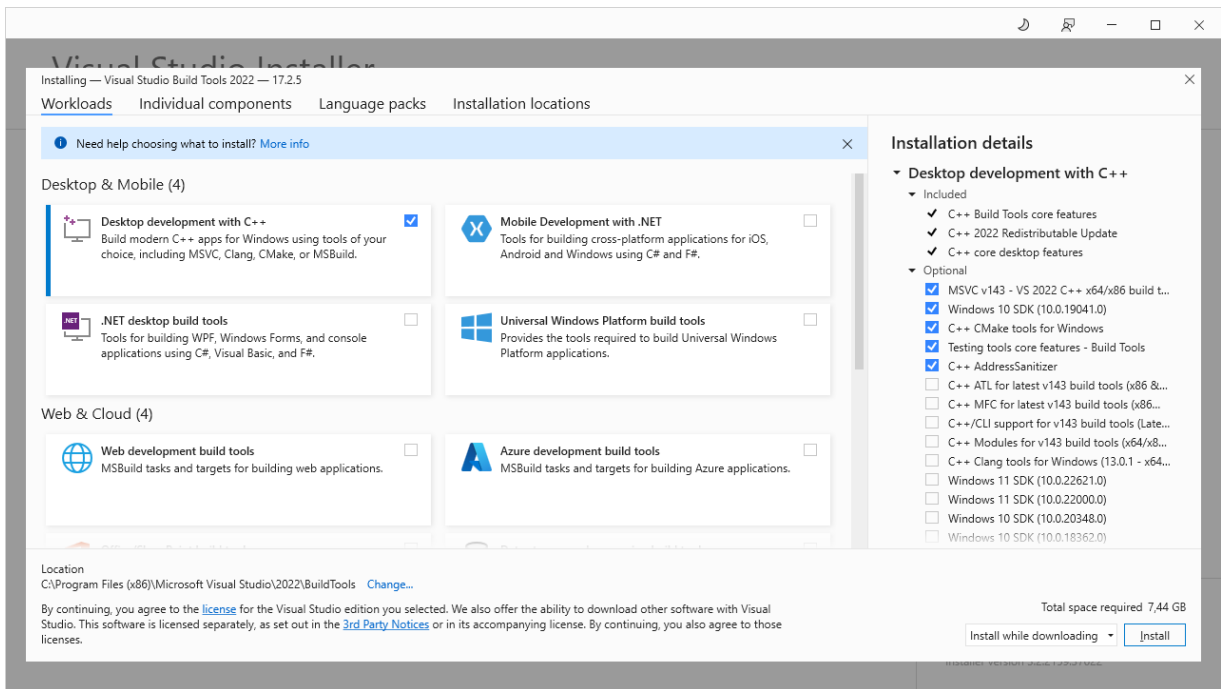 Visual Studio Installer
Installing — Visual Studio Build Tools 2022 — 17.2.5
Workloads
Individual components
Language packs
Installation locations
Need help choosing what to install? More info
Desktop & Mobile (4)
Desktop development with C++
Build modern C++ apps for Windows using tools of your
choice, including MSVC, Clang, CMake, or MSBuild.
Mobile Development with .NET
Tools for building cross-platform applications for iOS,
Android and Windows using C# and F#.
.NET
.NET desktop build tools
Tools for building WPF, Windows Forms, and console
applications using C#, Visual Basic, and F#.
Universal Windows Platform build tools
Provides the tools required to build Universal Windows
Platform applications.
Web & Cloud (4)
Web development build tools
MSBuild tasks and targets for building web applications.
Azure development build tools
MSBuild tasks and targets for building Azure applications.
Installation details
Desktop development with C++
Included
C++ Build Tools core features
C++ 2022 Redistributable Update
C++ core desktop features
Optional
MSVC v143 - VS 2022 C++ x64/x86 build t...
Windows 10 SDK (10.0.19041.0)
C++ CMake tools for Windows
Testing tools core features - Build Tools
C++ AddressSanitizer
C++ ATL for latest v143 build tools (x86 &...
C++ MFC for latest v143 build tools (x86...
C++/CLI support for v143 build tools (Late...
C++ Modules for v143 build tools (x64/x8...
C++ Clang tools for Windows (13.0.1 - x64...
Windows 11 SDK (10.0.22621.0)
Windows 11 SDK (10.0.22000.0)
Windows 10 SDK (10.0.20348.0)
Windows 10 SDK (10.0.18362.0)
Location
C:\Program Files (x86)\Microsoft Visual Studio\2022\BuildTools Change...
By continuing, you agree to the license for the Visual Studio edition you selected. We also offer the ability to download other software with Visual
Studio. This software is licensed separately, as set out in the 3rd Party Notices or in its accompanying license. By continuing, you also agree to those
licenses.
Total space required 7,44 GB
Install while downloading
Install